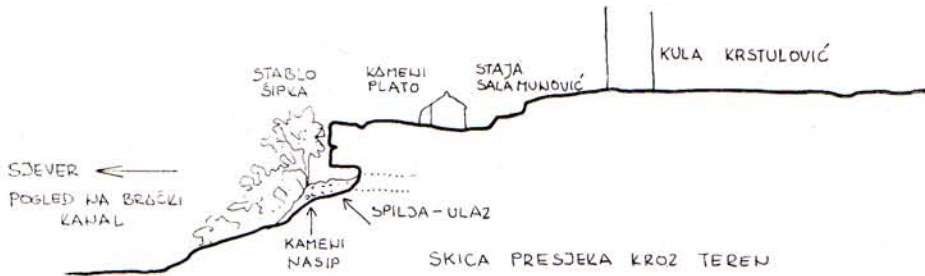 KULA KRSTULOVIĆ
STABLO
ŠIPKA
KAMENI
PLATO
STAJA
SALAMUNOVIĆ
SJEVER
POGLED NA BRAČKI
KANAL
SPILJA-ULAZ
KAMENI
NASIP
SKICA PRESJEKA KROZ TEREN